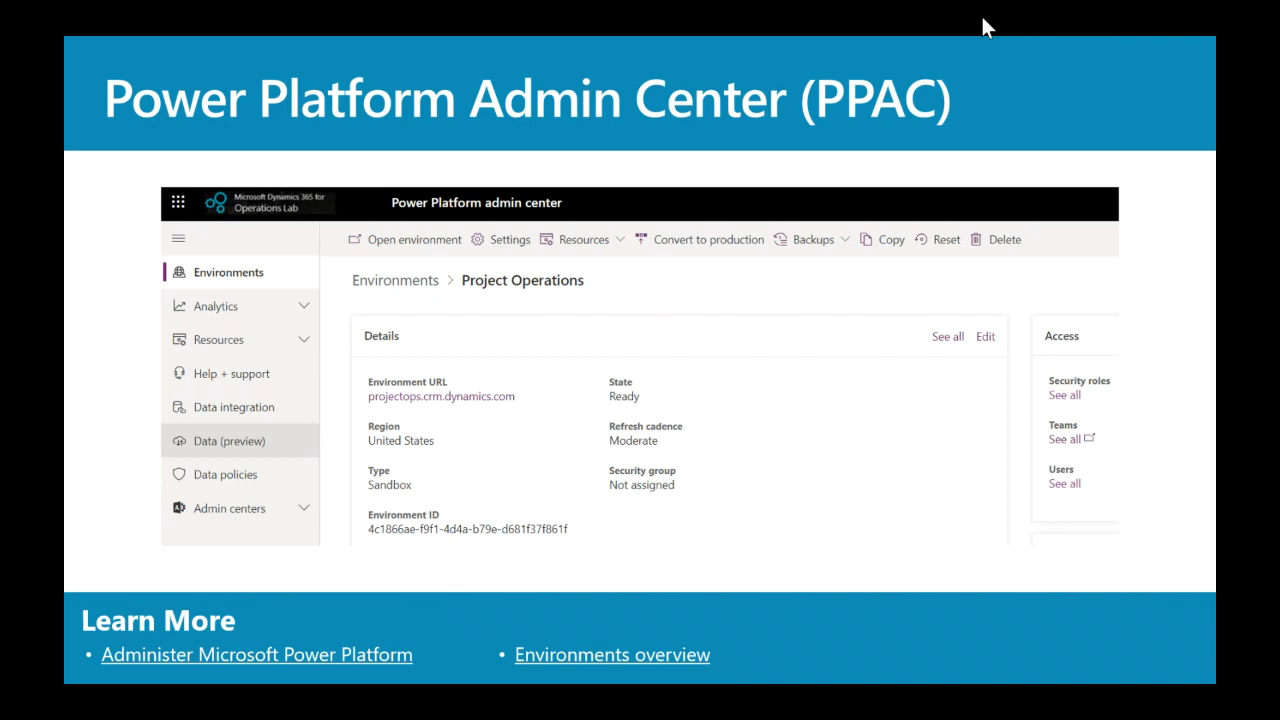 Power Platform Admin Center (PPAC)
Microsoft Dynamics 365 for
Operations Lab
Power Platform admin center
Open environment Settings Resources Convert to production Backups Copy Reset Delete
Environments
Analytics
Resources
Help + support
Data integration
Data (preview)
Data policies
Admin centers
Environments > Project Operations
Details See all Edit
Environment URL
projectops.crm.dynamics.com
State
Ready
Region
United States
Refresh cadence
Moderate
Type
Sandbox
Security group
Not assigned
Environment ID
4c1866ae-f9f1-4d4a-b79e-d681f37f861f
Access
Security roles
See all
Teams
See all
Users
See all
Learn More
• Administer Microsoft Power Platform
• Environments overview